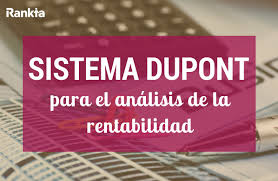 Rankia
SISTEMA DUPONT
para el análisis de la
rentabilidad